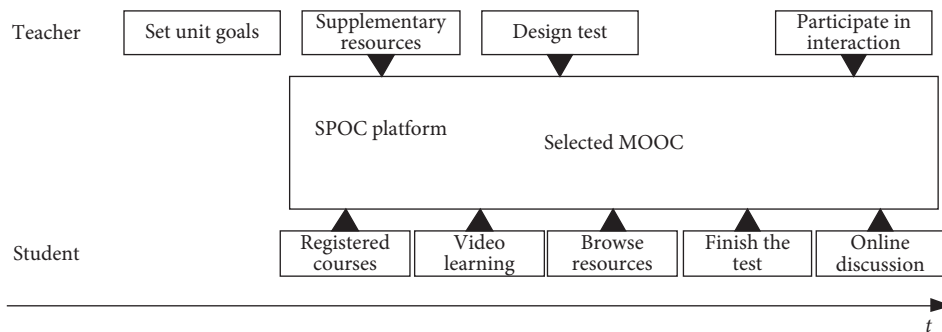 Teacher
Set unit goals
Supplementary
resources
Design test
Participate in
interaction
SPOC platform
Selected MOOC
Student
Registered
courses
Video
learning
Browse
resources
Finish the
test
Online
discussion
t